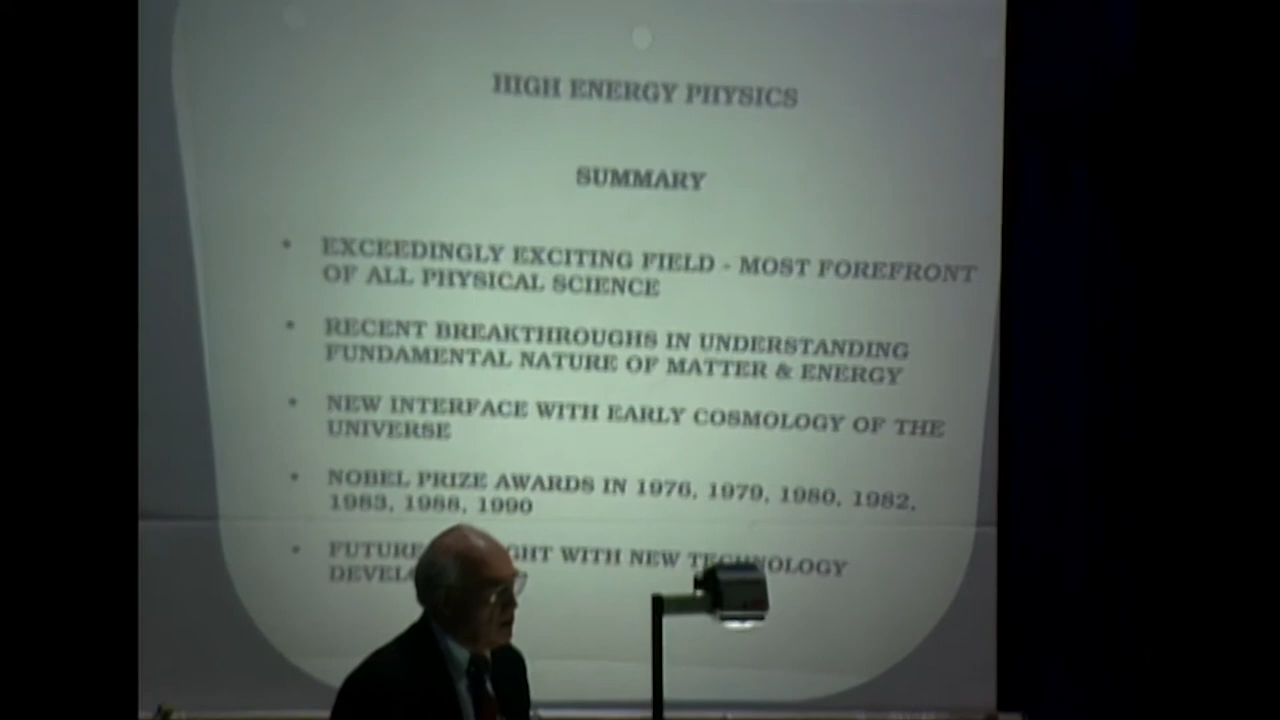 HIGH ENERGY PHYSICS
SUMMARY
• EXCEEDINGLY EXCITING FIELD - MOST FOREFRONT
OF ALL PHYSICAL SCIENCE
• RECENT BREAKTHROUGHS IN UNDERSTANDING
FUNDAMENTAL NATURE OF MATTER & ENERGY
• NEW INTERFACE WITH EARLY COSMOLOGY OF THE
UNIVERSE
• NOBEL PRIZE AWARDS IN 1976, 1979, 1980, 1982,
1983, 1988, 1990
• FUTURE WITH NEW TECHNOLOGY